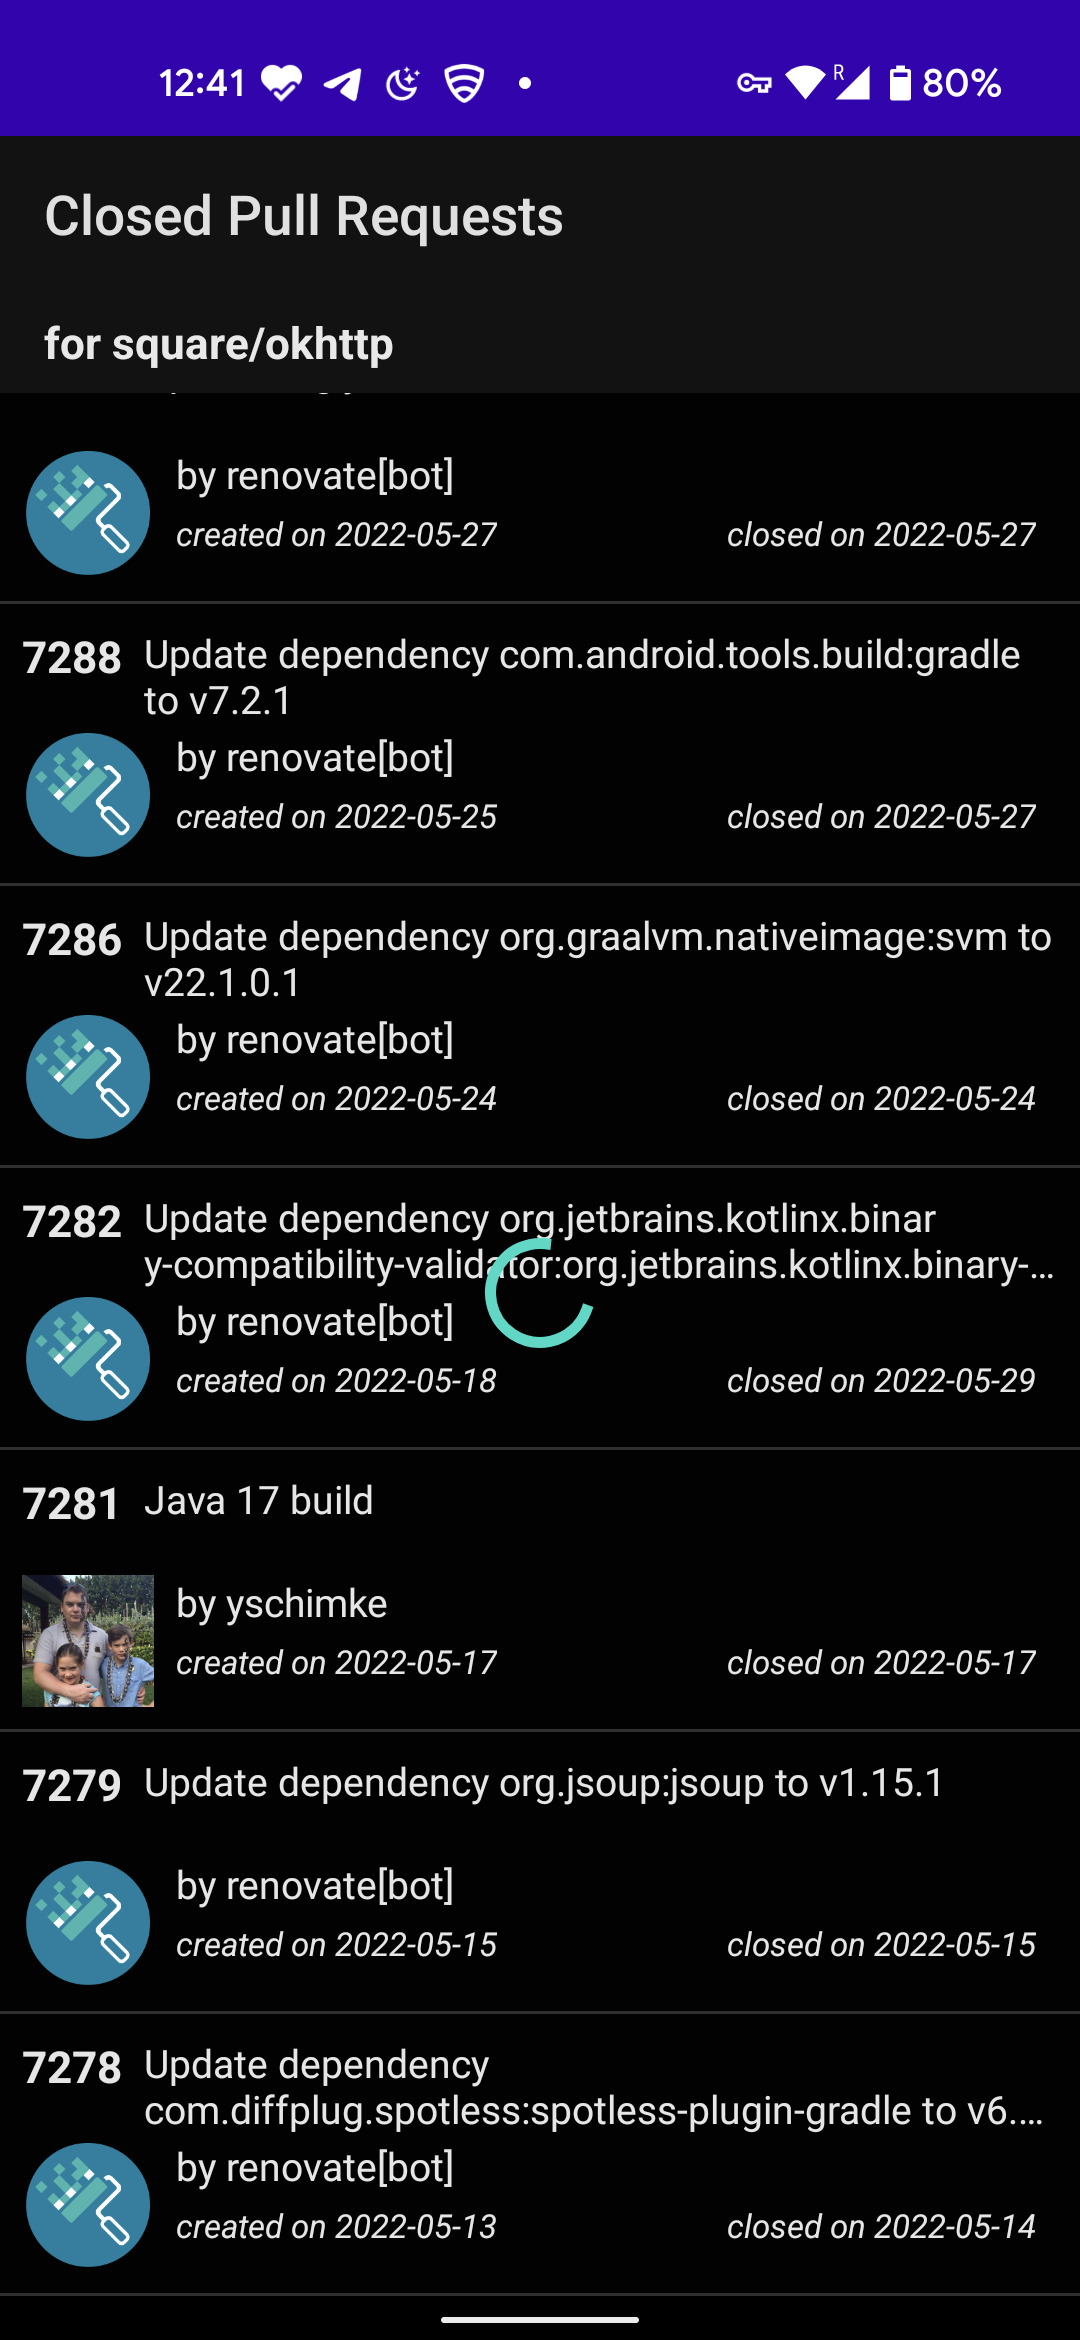 12:41
R
80%
Closed Pull Requests
for square/okhttp
by renovate[bot]
created on 2022-05-27 closed on 2022-05-27
7288 Update dependency com.android.tools.build:gradle
to v7.2.1
by renovate[bot]
created on 2022-05-25 closed on 2022-05-27
7286 Update dependency org.graalvm.nativeimage:svm to
v22.1.0.1
by renovate[bot]
created on 2022-05-24 closed on 2022-05-24
7282 Update dependency org.jetbrains.kotlinx.binar
y-compatibility-validator:org.jetbrains.kotlinx.binary-...
by renovate[bot]
created on 2022-05-18 closed on 2022-05-29
7281 Java 17 build
by yschimke
created on 2022-05-17 closed on 2022-05-17
7279 Update dependency org.jsoup:jsoup to v1.15.1
by renovate[bot]
created on 2022-05-15 closed on 2022-05-15
7278 Update dependency
com.diffplug.spotless:spotless-plugin-gradle to v6....
by renovate[bot]
created on 2022-05-13 closed on 2022-05-14